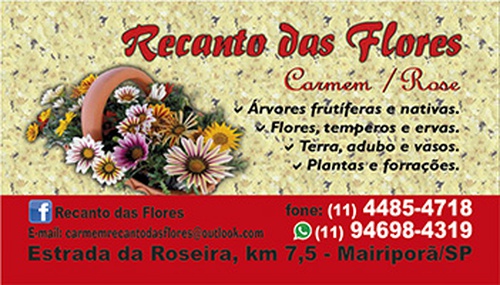 Recanto das Flores
Carmem / Rose
Árvores frutíferas e nativas.
Flores, temperos e ervas.
Terra, adubo e vasos.
Plantas e forrações.
f Recanto das Flores
fone: (11) 4485-4718
E-mail: carmemrecantodasflores@outlook.com
(11) 94698-4319
Estrada da Roseira, km 7,5 - Mairiporã/SP